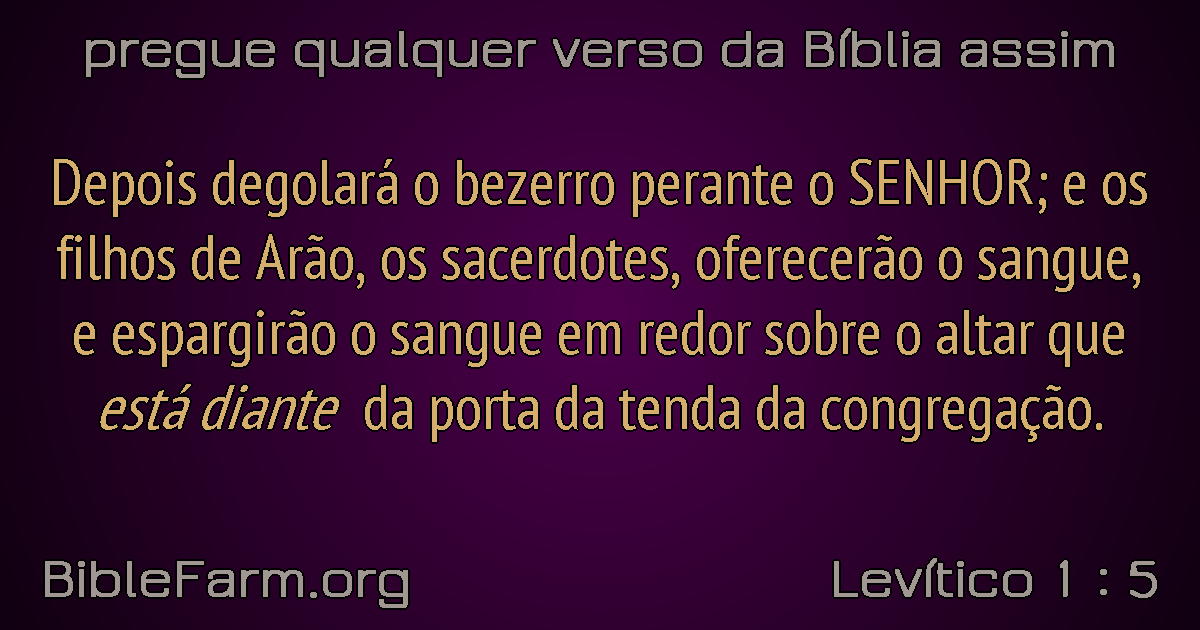 pregue qualquer verso da Bíblia assim
Depois degolará o bezerro perante o SENHOR; e os
filhos de Arão, os sacerdotes, oferecerão o sangue,
e espargirão o sangue em redor sobre o altar que
está diante da porta da tenda da congregação.
BibleFarm.org
Levítico 1 : 5